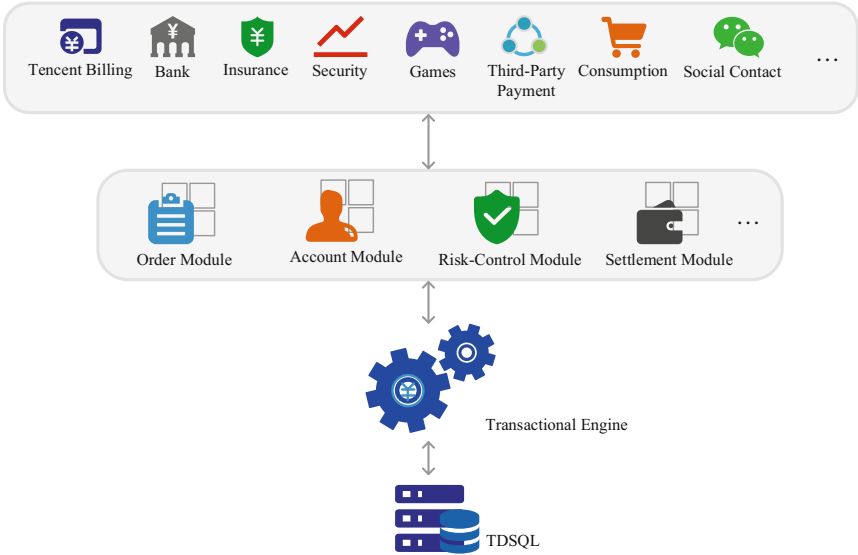 Tencent Billing
Bank
Insurance
Security
Games
Third-Party
Payment
Consumption
Social Contact
...
Order Module
Account Module
Risk-Control Module
Settlement Module
...
Transactional Engine
TDSQL